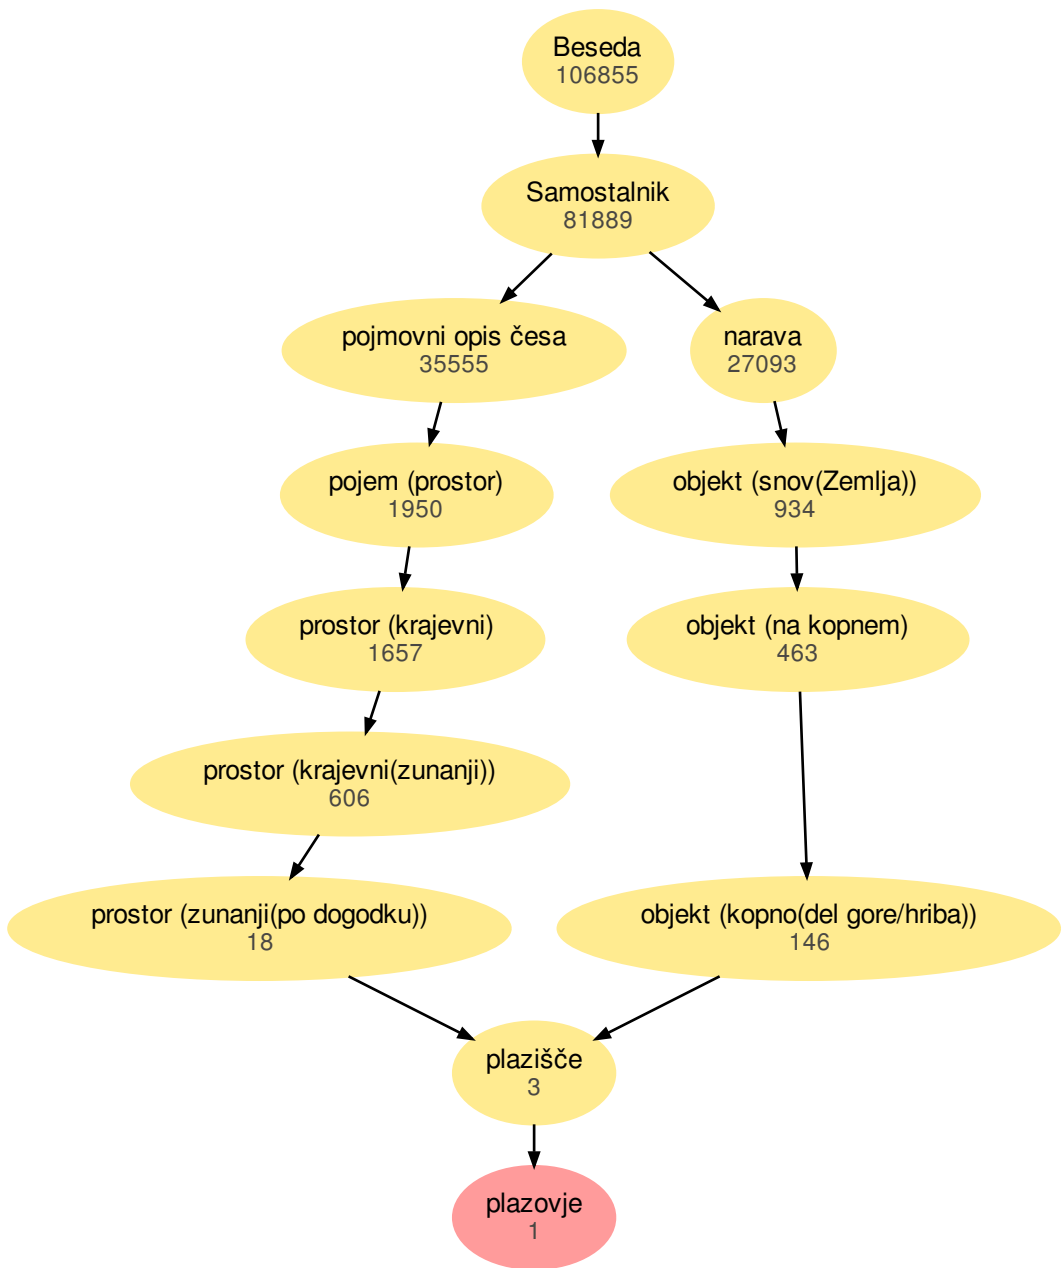 Beseda
106855
Samostalnik
81889
pojmovni opis česa
35555
narava
27093
pojem (prostor)
1950
objekt (snov(Zemlja))
934
prostor (krajevni)
1657
objekt (na kopnem)
463
prostor (krajevni(zunanji))
606
prostor (zunanji(po dogodku))
18
objekt (kopno(del gore/hriba))
146
plazišče
3
plazovje
1